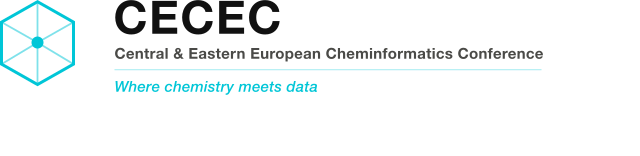 CECEC
Central & Eastern European Cheminformatics Conference
Where chemistry meets data